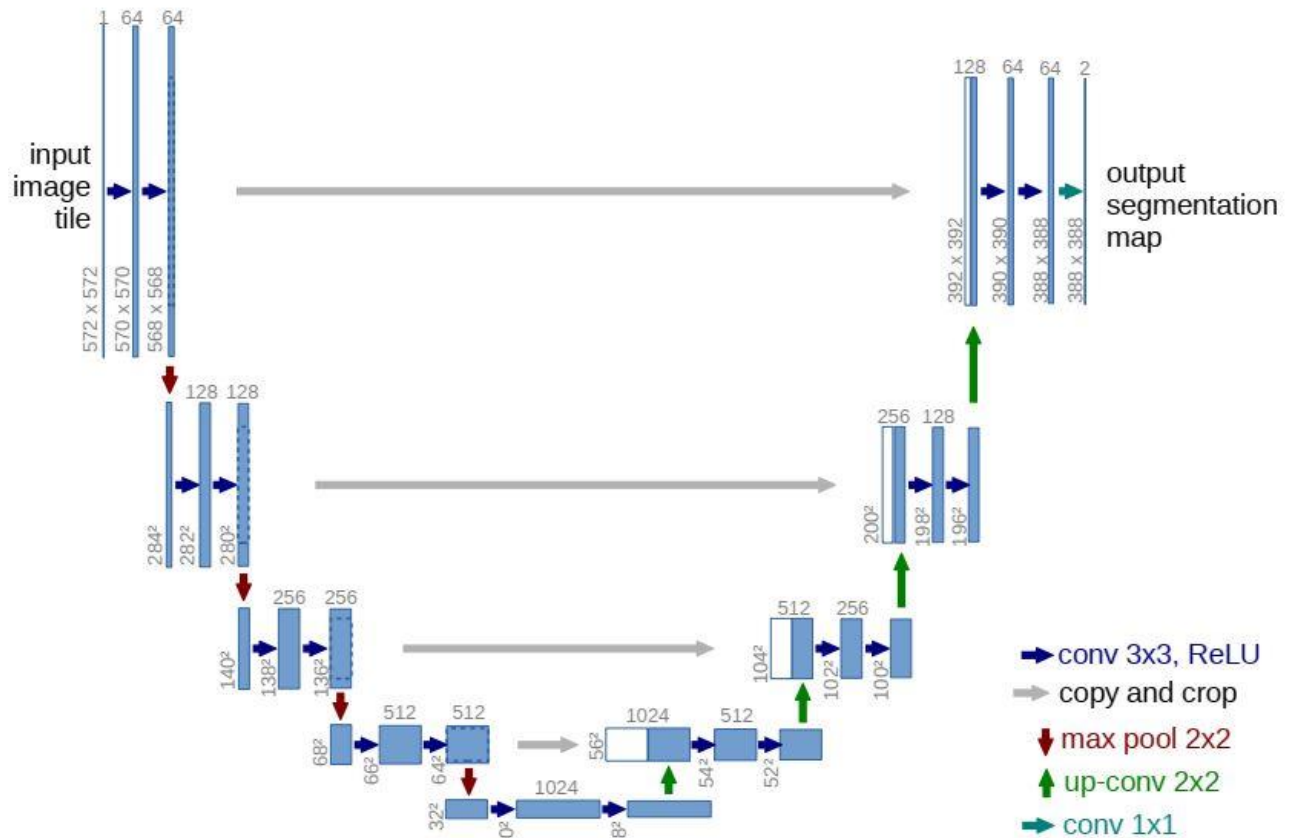 1 64 64
128 64 64 2
input
image
tile
output
segmentation
map
572 x 572
570 x 570
568 x 568
392 x 392
390 x 390
388 x 388
388 x 388
128 128
256 128
284²
282²
280²
200²
198²
196²
256 256
512 256
140²
138²
136²
104²
102²
100²
512 512
1024 512
68²
66²
64²
56²
54²
52²
1024
32²
conv 3x3, ReLU
copy and crop
max pool 2x2
up-conv 2x2
conv 1x1